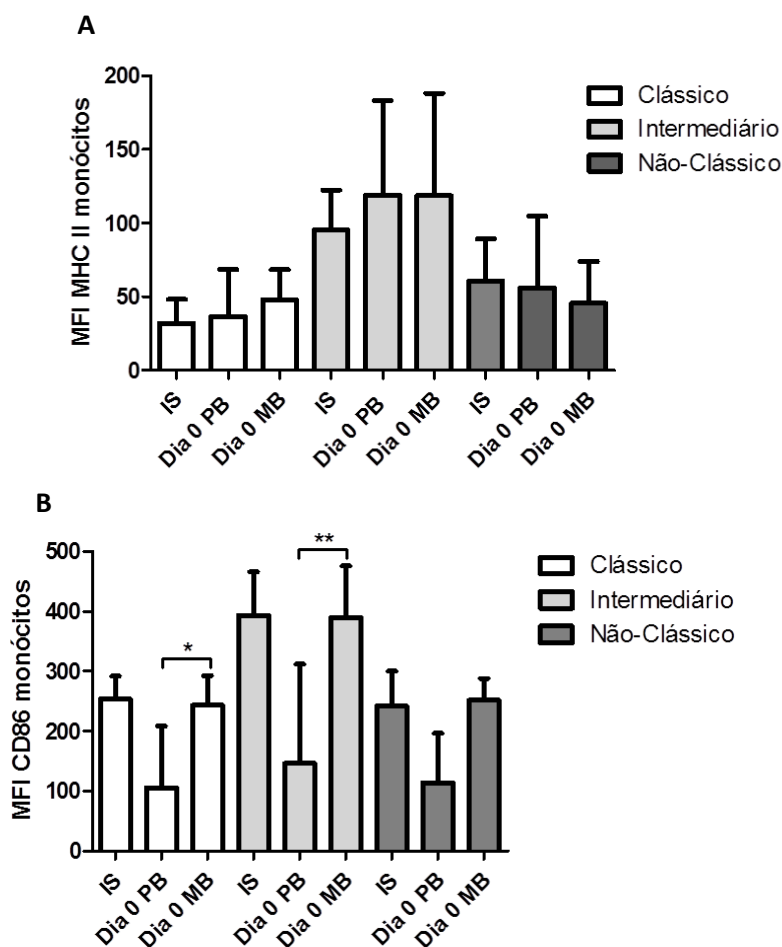 A
MFI MHC II monócitos
200
150
100
50
0
IS
Dia 0 PB
Dia 0 MB
IS
Dia 0 PB
Dia 0 MB
IS
Dia 0 PB
Dia 0 MB
Clássico
Intermediário
Não-Clássico
B
MFI CD86 monócitos
500
400
300
200
100
0
*
**
IS
Dia 0 PB
Dia 0 MB
IS
Dia 0 PB
Dia 0 MB
IS
Dia 0 PB
Dia 0 MB
Clássico
Intermediário
Não-Clássico